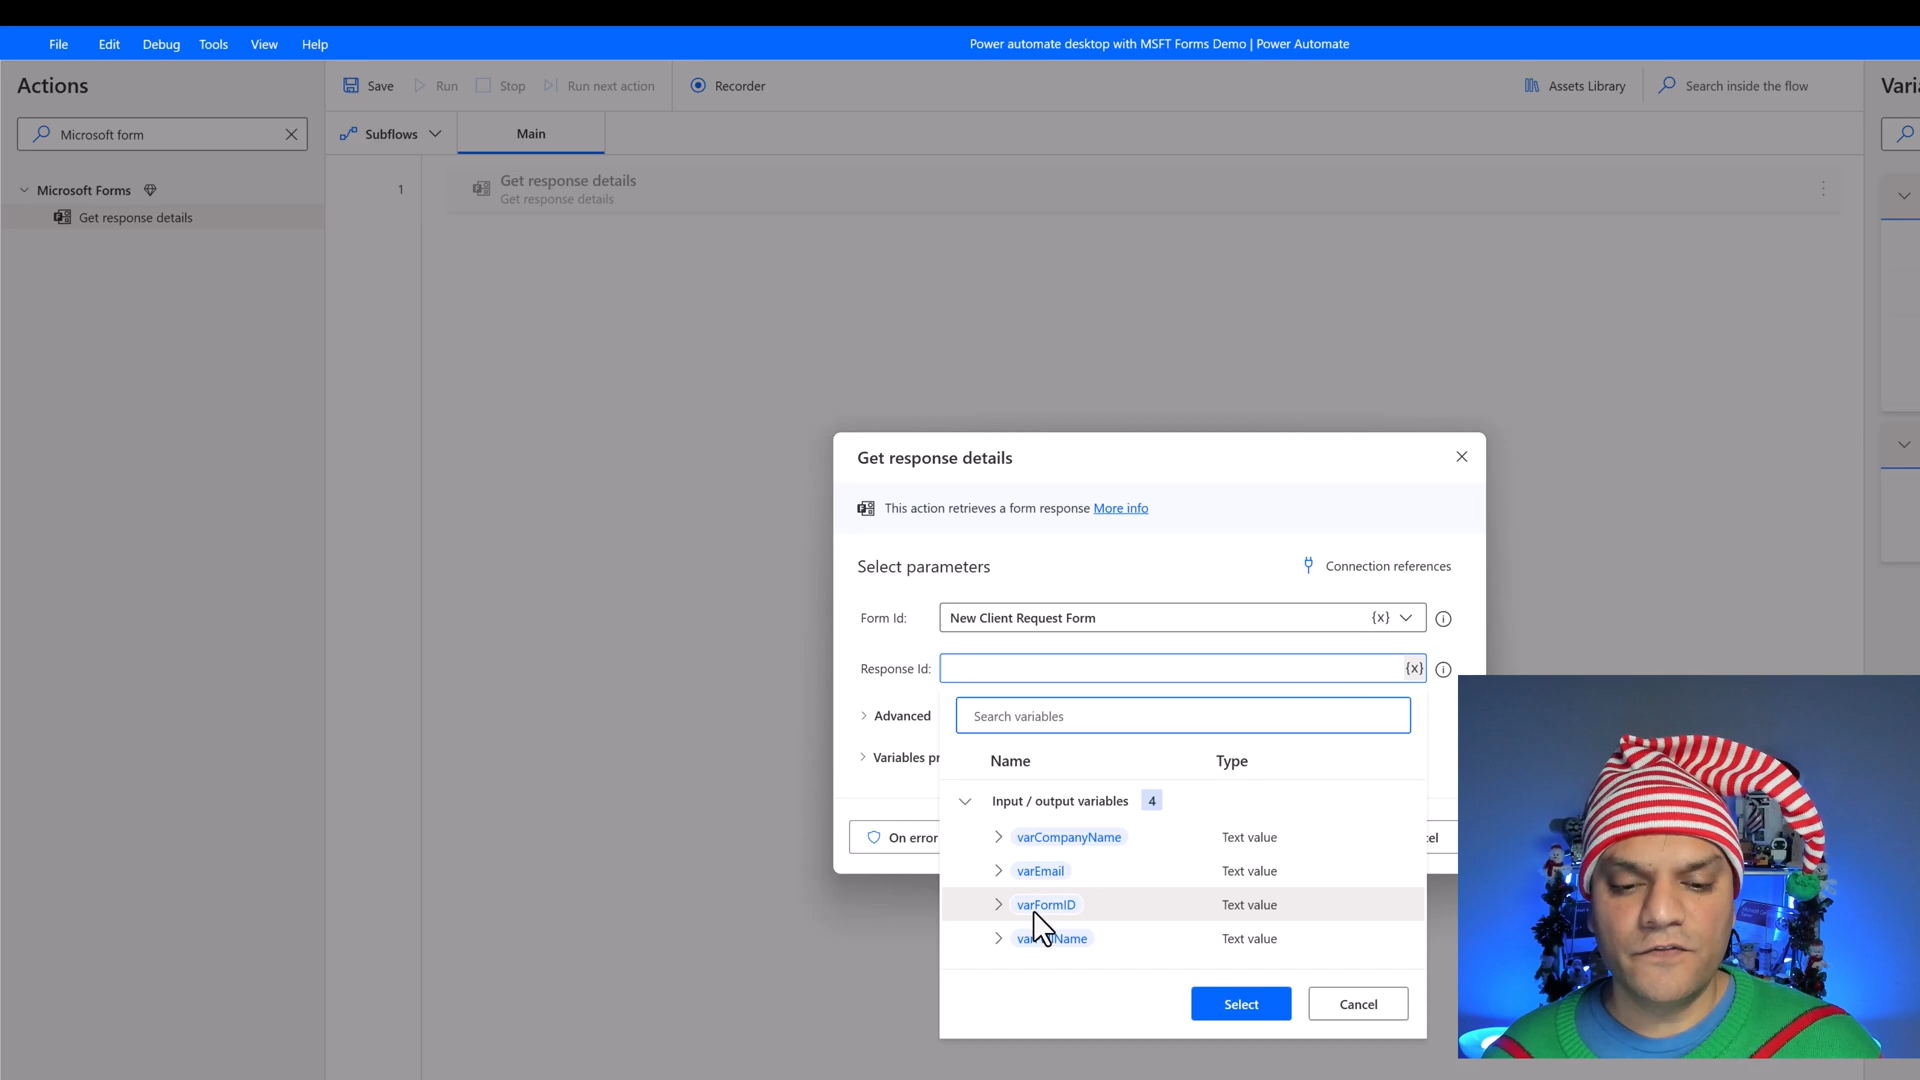 File Edit Debug Tools View Help
Power automate desktop with MSFT Forms Demo | Power Automate
Actions
Save Run Stop Run next action Recorder
Assets Library Search inside the flow
Microsoft form
Subflows Main
Microsoft Forms
Get response details
1
Get response details
Get response details
Get response details
This action retrieves a form response More info
Select parameters
Connection references
Form Id: New Client Request Form {x}
Response Id: {x}
Advanced
Search variables
Variables
Name Type
Input / output variables 4
varCompanyName Text value
On error
varEmail Text value
varFormID Text value
Text value
Select Cancel